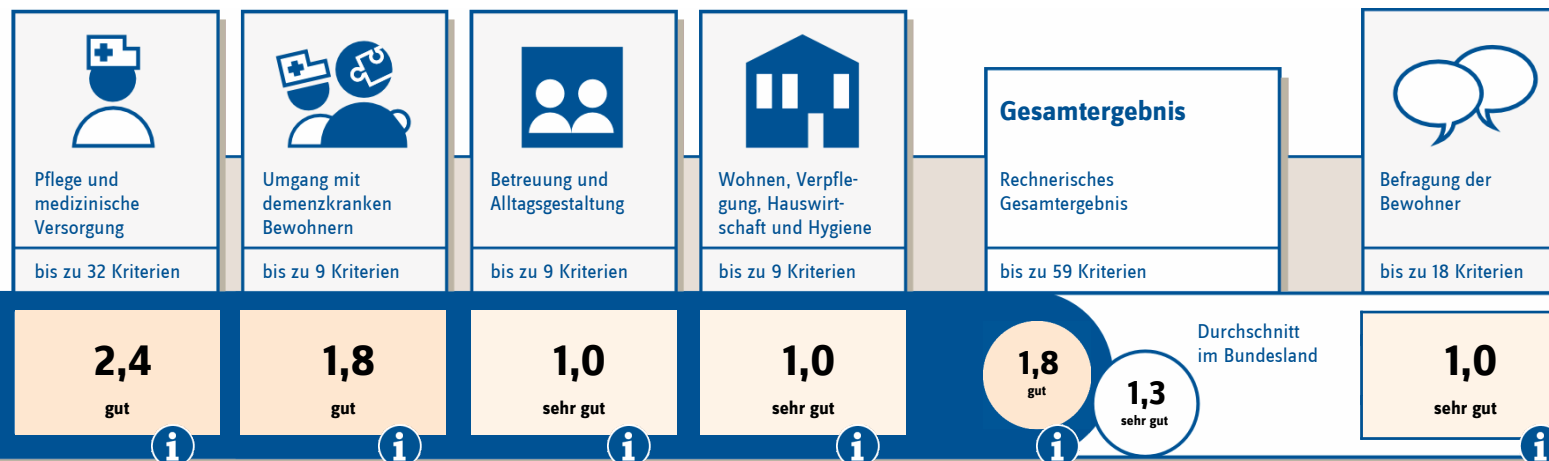 Pflege und
medizinische
Versorgung
bis zu 32 Kriterien
2,4
gut
i
Umgang mit
demenzkranken
Bewohnern
bis zu 9 Kriterien
1,8
gut
i
Betreuung und
Alltagsgestaltung
bis zu 9 Kriterien
1,0
sehr gut
i
Wohnen, Verpfle-
gung, Hauswirt-
schaft und Hygiene
bis zu 9 Kriterien
1,0
sehr gut
i
Gesamtergebnis
Rechnerisches
Gesamtergebnis
bis zu 59 Kriterien
1,8
gut
i
1,3
sehr gut
Durchschnitt
im Bundesland
Befragung der
Bewohner
bis zu 18 Kriterien
1,0
sehr gut
i